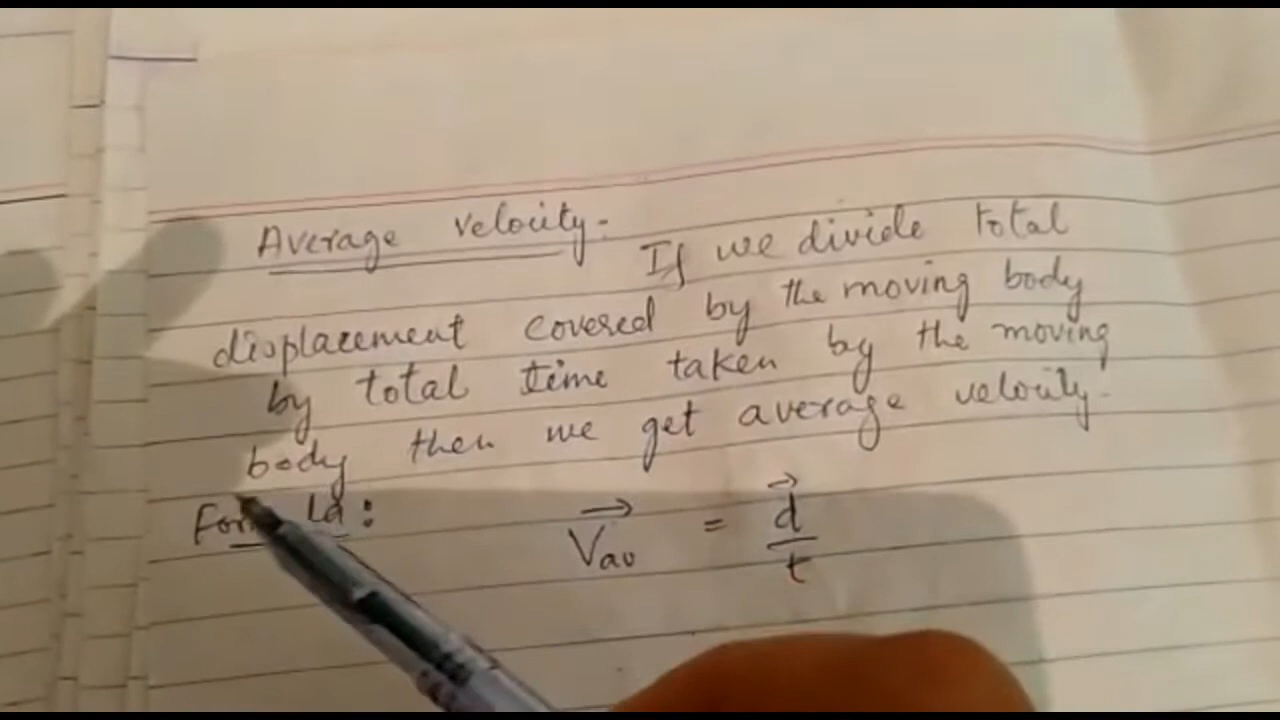 Average velocity:
If we divide total
displacement covered by the moving body
by total time taken by the moving
body then we get average velocity.
Formula:
V⃗av = d⃗/t